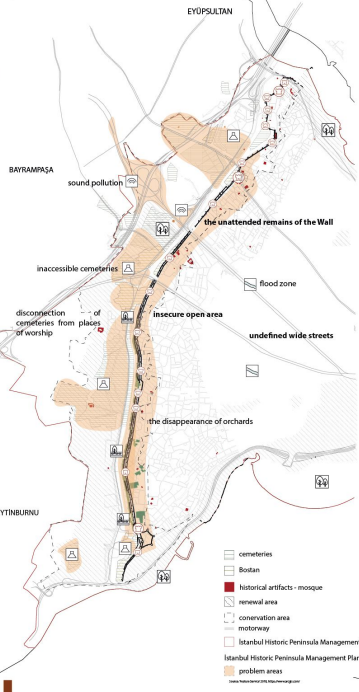 EYÜPSULTAN
BAYRAMPAŞA
sound pollution
the unattended remains of the Wall
inaccessible cemeteries
flood zone
disconnection of
cemeteries from places
of worship
insecure open area
undefined wide streets
the disappearance of orchards
YTİNBURNU
cemeteries
Bostan
historical artifacts - mosque
renewal area
conervation area
motorway
İstanbul Historic Peninsula Management
İstanbul Historic Peninsula Management Plan
problem areas